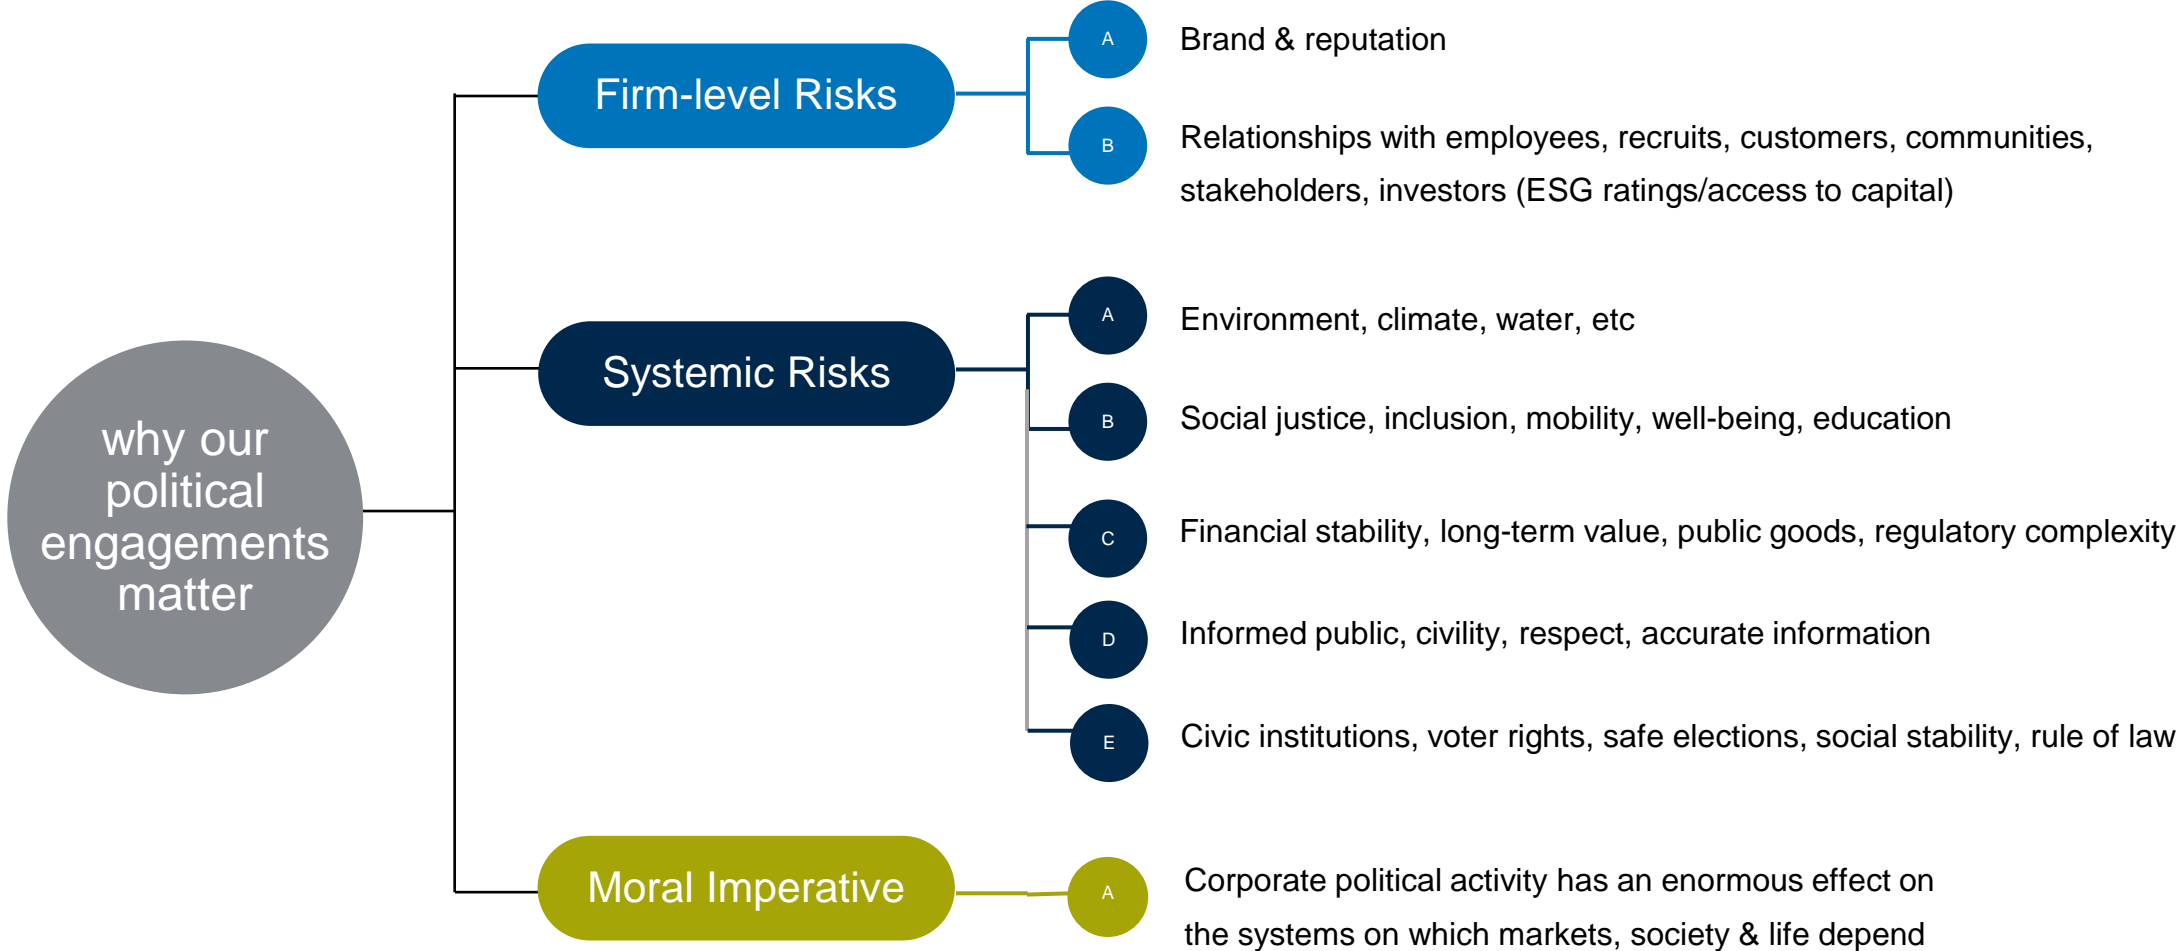 why our
political
engagements
matter
Firm-level Risks
A
Brand & reputation
B
Relationships with employees, recruits, customers, communities,
stakeholders, investors (ESG ratings/access to capital)
Systemic Risks
A
Environment, climate, water, etc
B
Social justice, inclusion, mobility, well-being, education
C
Financial stability, long-term value, public goods, regulatory complexity
D
Informed public, civility, respect, accurate information
E
Civic institutions, voter rights, safe elections, social stability, rule of law
Moral Imperative
A
Corporate political activity has an enormous effect on
the systems on which markets, society & life depend